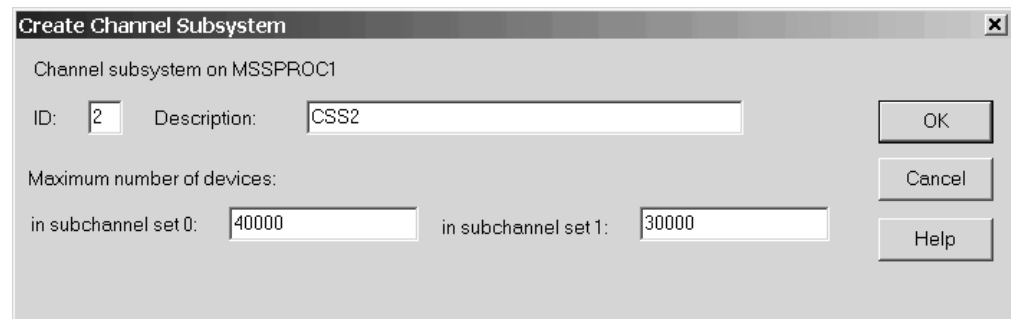 Create Channel Subsystem
Channel subsystem on MSSPROC1
ID: 2 Description: CSS2 OK
Maximum number of devices: Cancel
in subchannel set 0: 40000 in subchannel set 1: 30000 Help